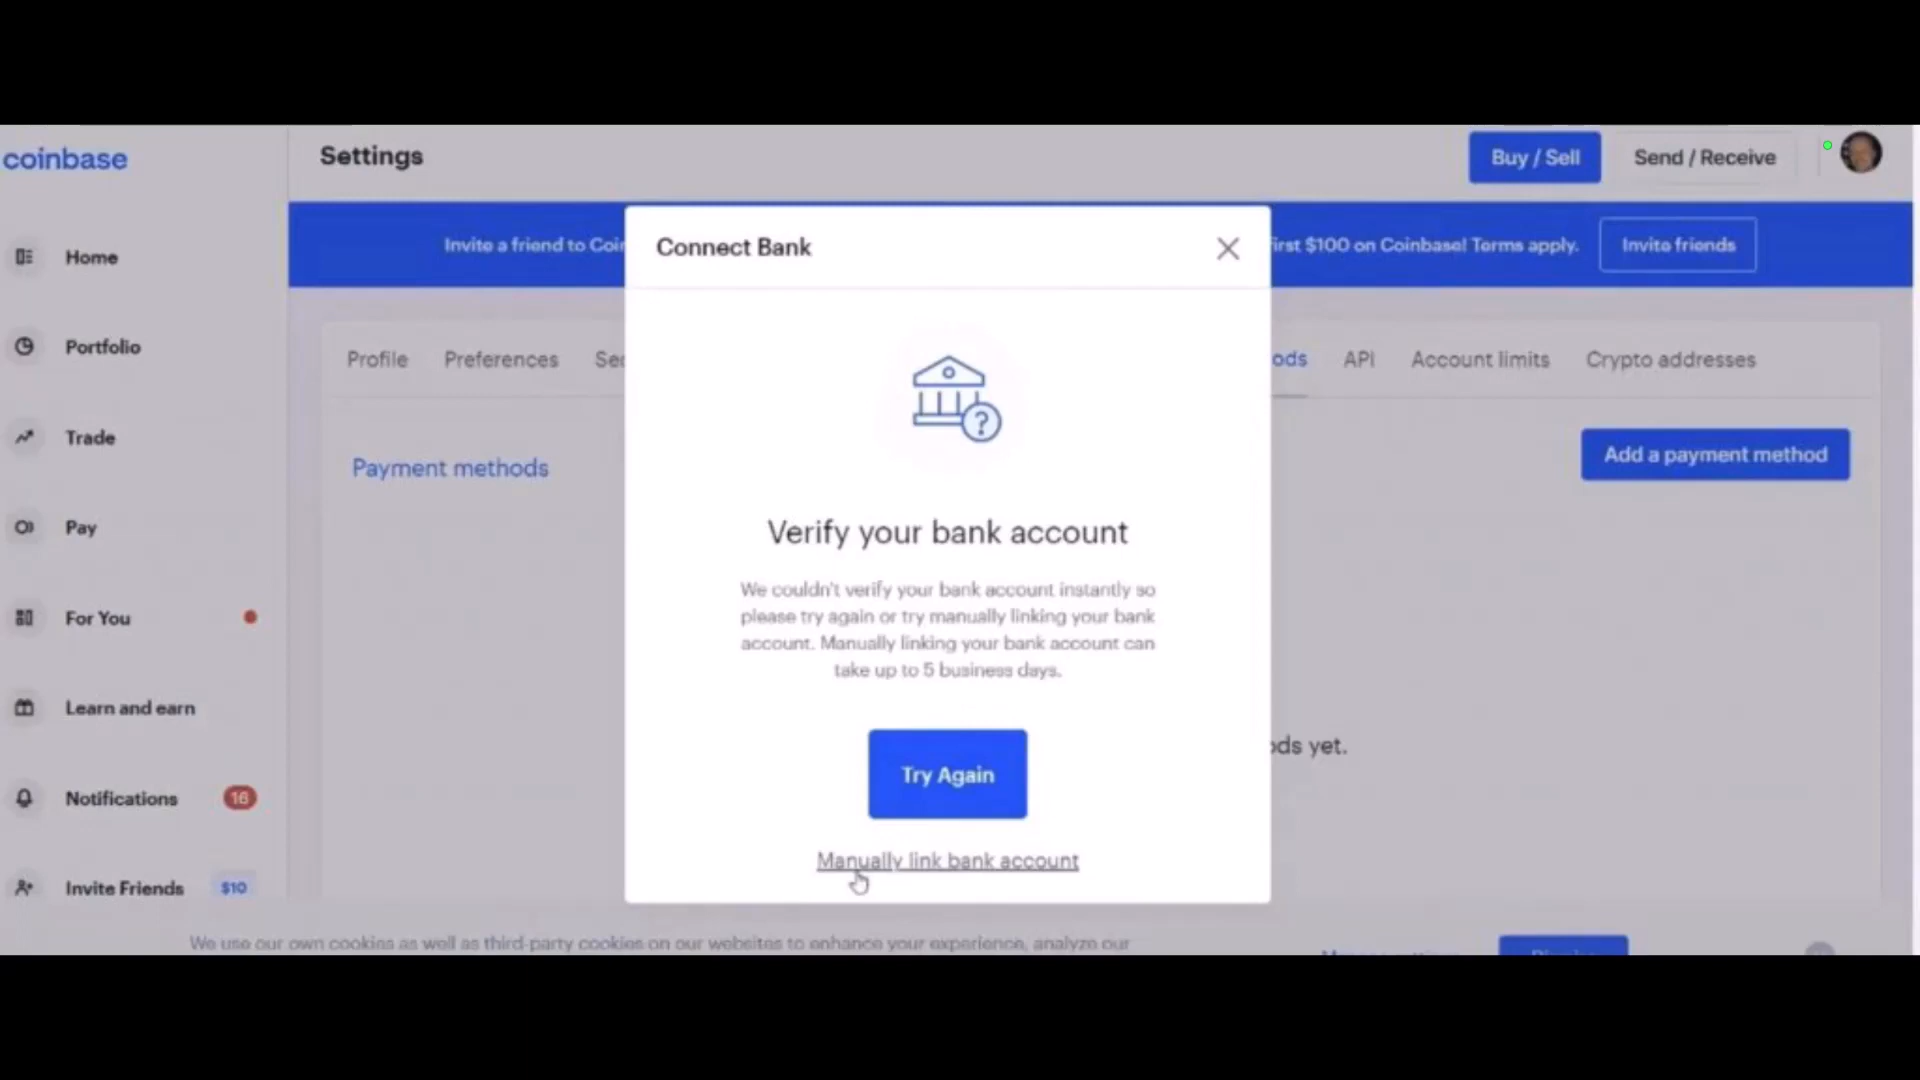 coinbase
Settings
Buy / Sell
Send / Receive
Invite a friend to Coin
irst $100 on Coinbase! Terms apply.
Invite friends
Home
Portfolio
Trade
Pay
For You
Learn and earn
Notifications
16
Invite Friends
$10
Profile
Preferences
Sec
ods
API
Account limits
Crypto addresses
Payment methods
Add a payment method
ods yet.
Connect Bank
?
Verify your bank account
We couldn't verify your bank account instantly so
please try again or try manually linking your bank
account. Manually linking your bank account can
take up to 5 business days.
Try Again
Manually link bank account
We use our own cookies as well as third-party cookies on our websites to enhance your experience, analyze our